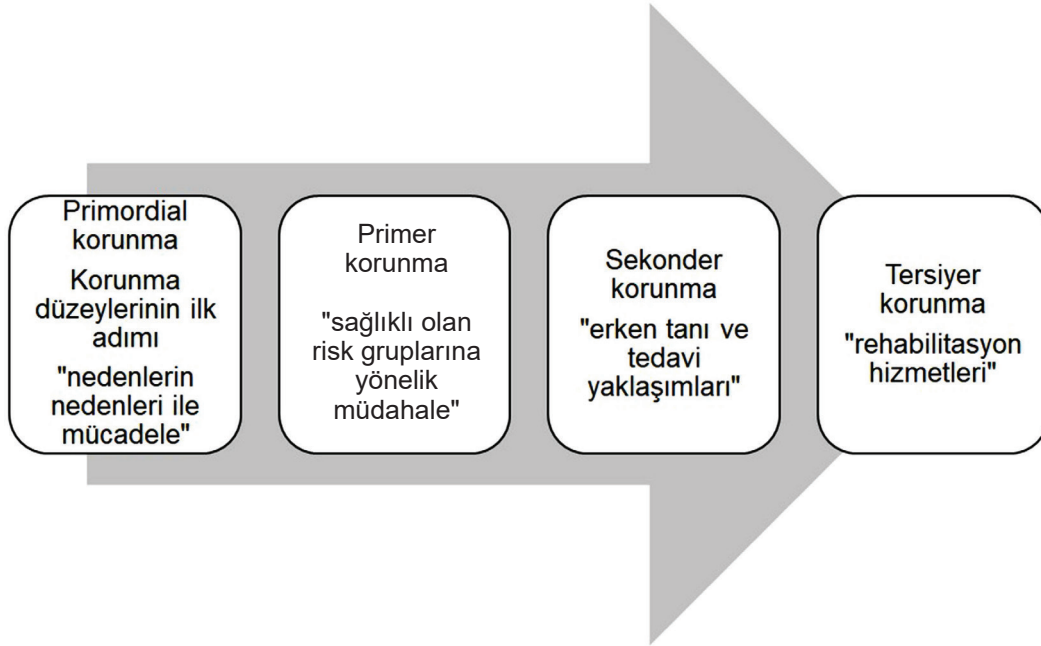 Primordial
korunma
Korunma
düzeylerinin ilk
adımı
"nedenlerin
nedenleri ile
mücadele"
Primer
korunma
"sağlıklı olan
risk gruplarına
yönelik
müdahale"
Sekonder
korunma
"erken tanı ve
tedavi
yaklaşımları"
Tersiyer
korunma
"rehabilitasyon
hizmetleri"